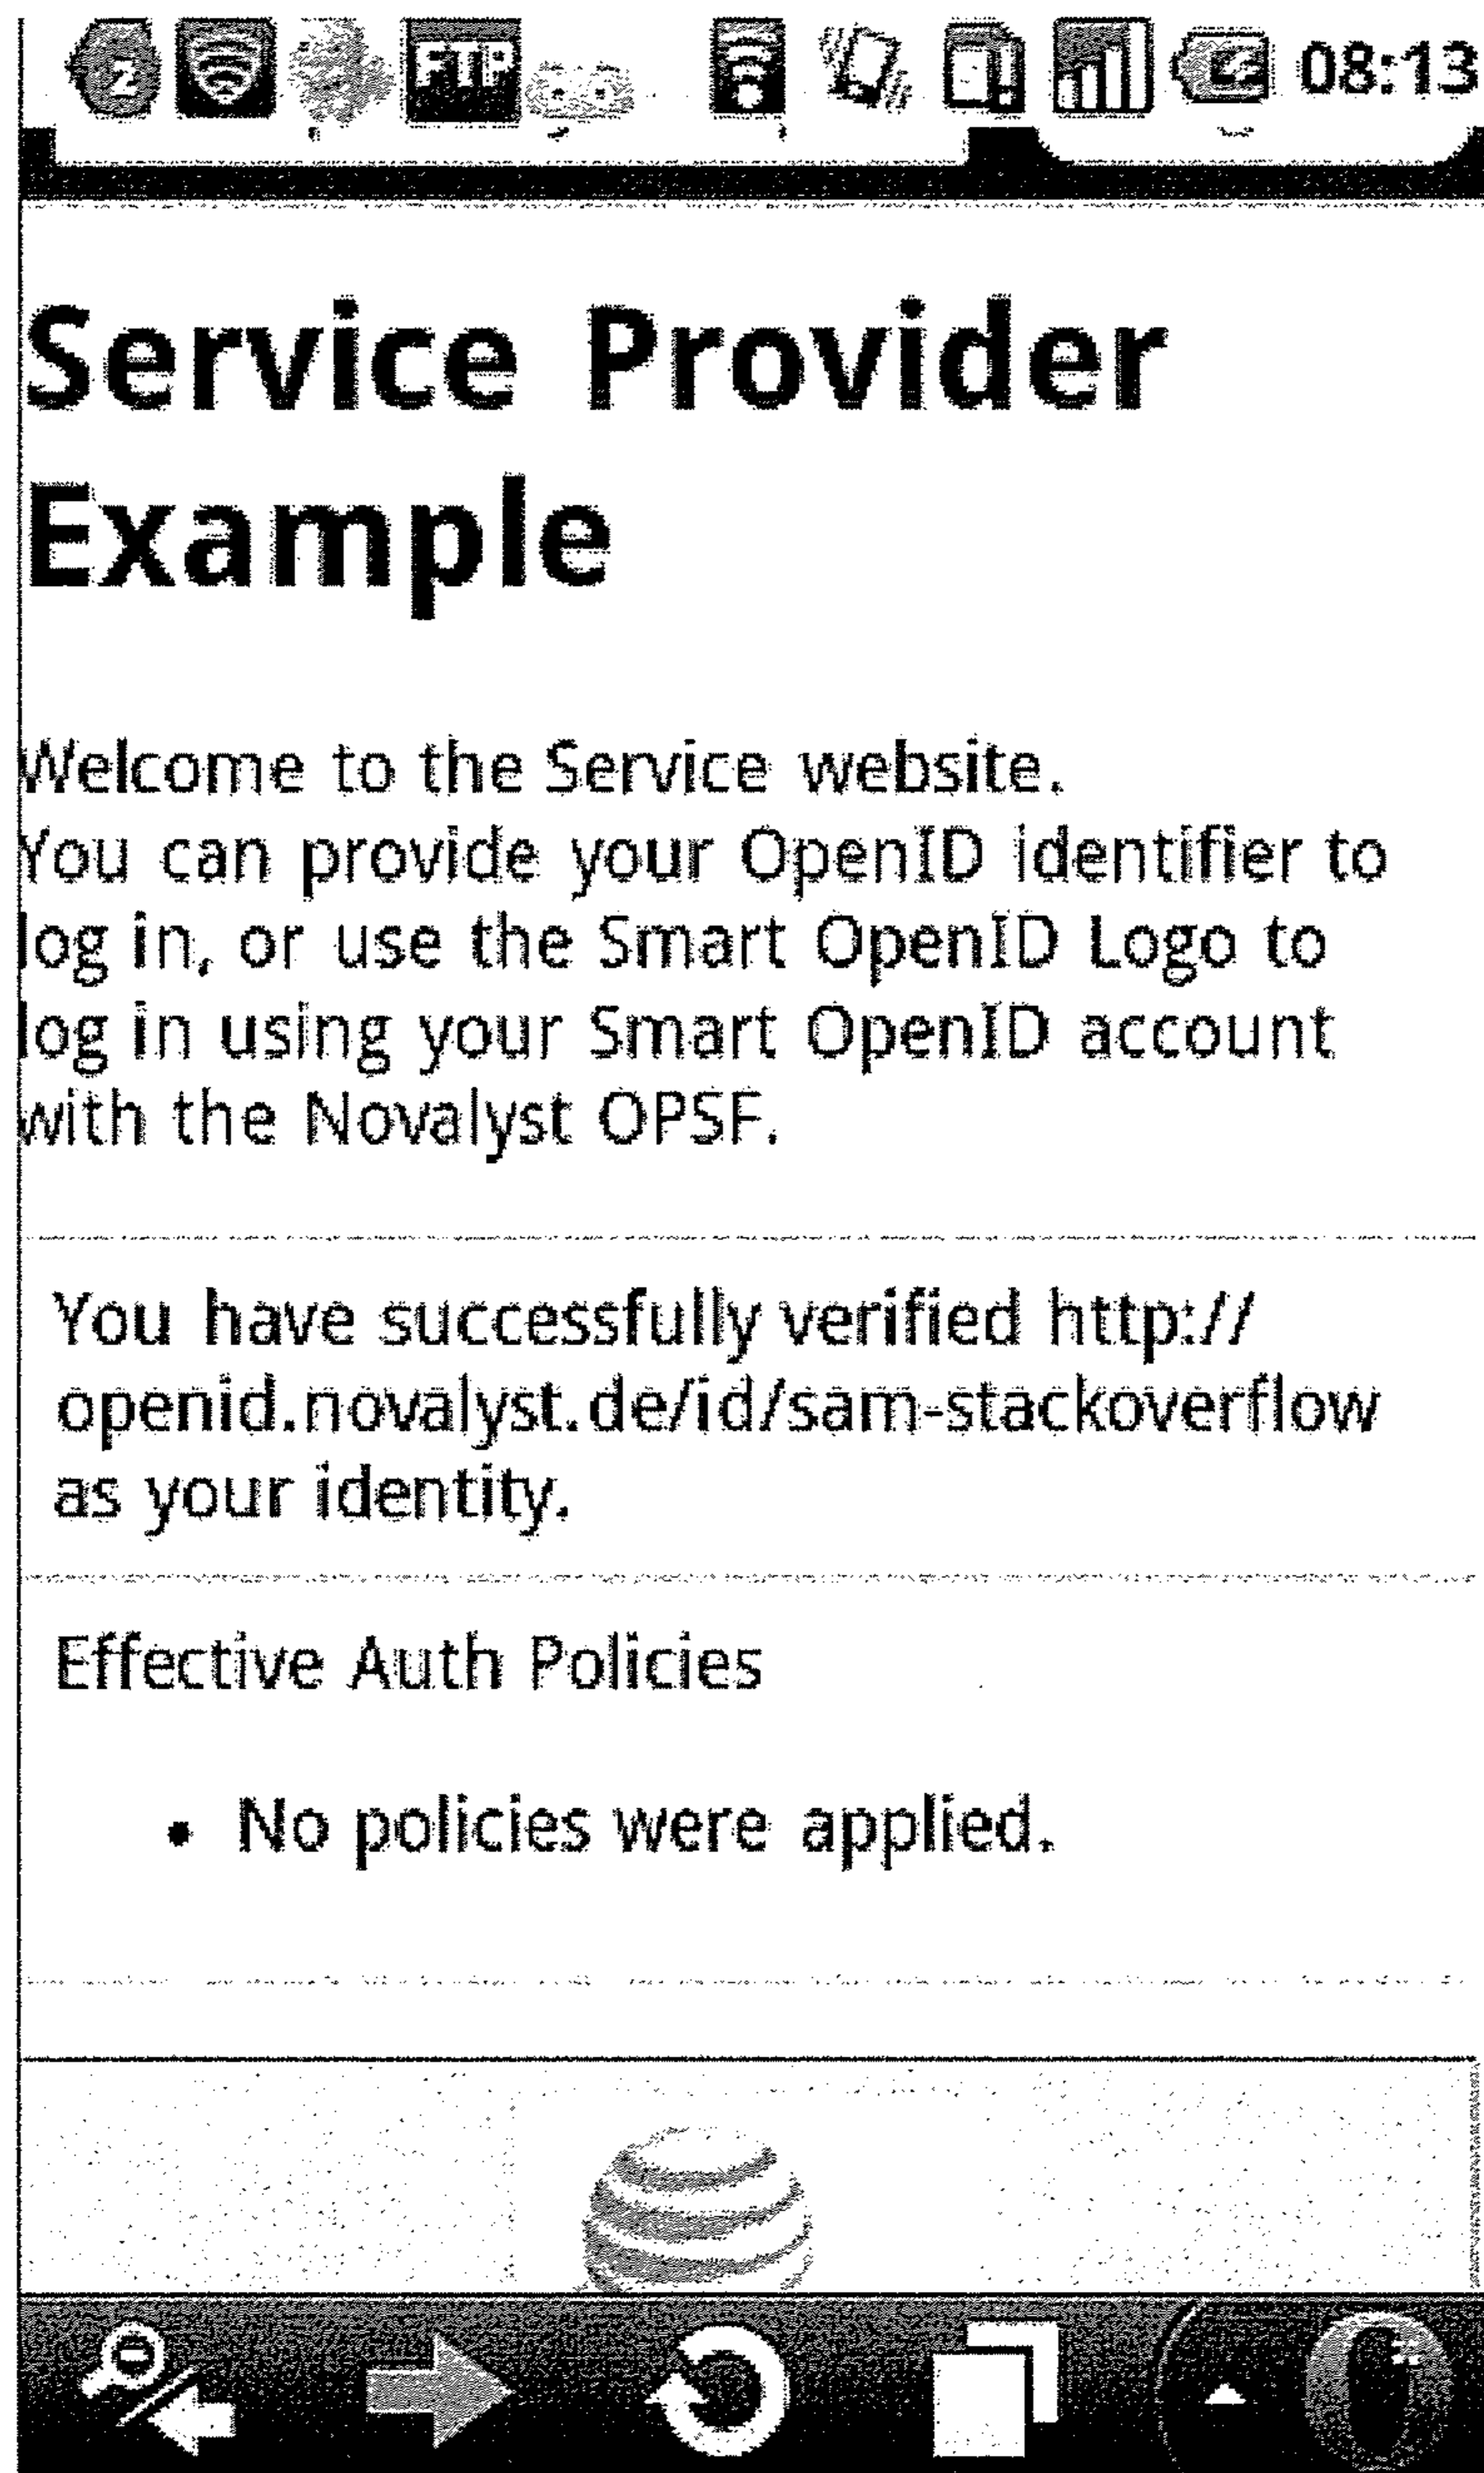 2 FTP 08:13
Service Provider
Example
Welcome to the Service website.
You can provide your OpenID identifier to
log in, or use the Smart OpenID Logo to
log in using your Smart OpenID account
with the Novalyst OPSF.
You have successfully verified http://
openid.novalyst.de/id/sam-stackoverflow
as your identity.
Effective Auth Policies
• No policies were applied.